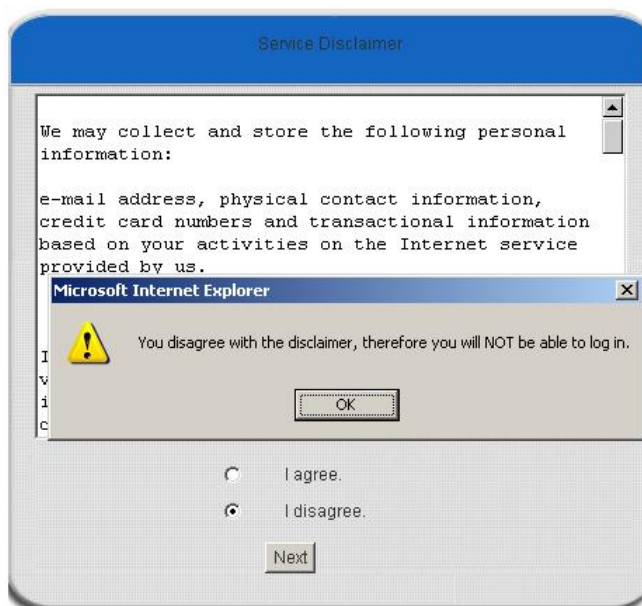 Service Disclaimer
We may collect and store the following personal
information:
e-mail address, physical contact information,
credit card numbers and transactional information
based on your activities on the Internet service
provided by us.
Microsoft Internet Explorer
You disagree with the disclaimer, therefore you will NOT be able to log in.
OK
I agree.
I disagree.
Next